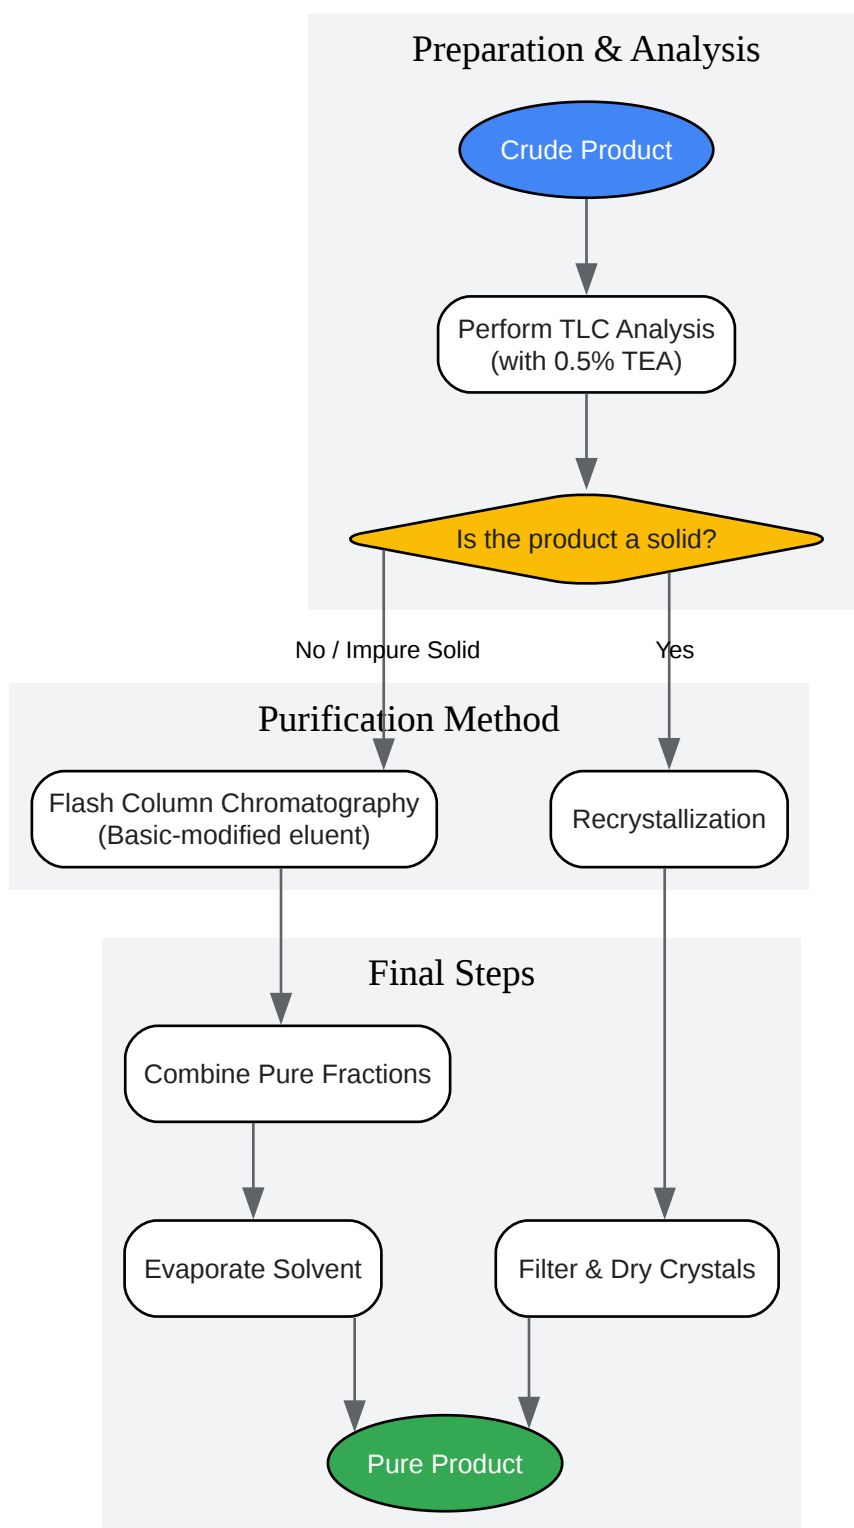 Preparation & Analysis
Crude Product
Perform TLC Analysis
(with 0.5% TEA)
Is the product a solid?
No / Impure Solid
Yes
Purification Method
Flash Column Chromatography
(Basic-modified eluent)
Recrystallization
Final Steps
Combine Pure Fractions
Evaporate Solvent
Filter & Dry Crystals
Pure Product